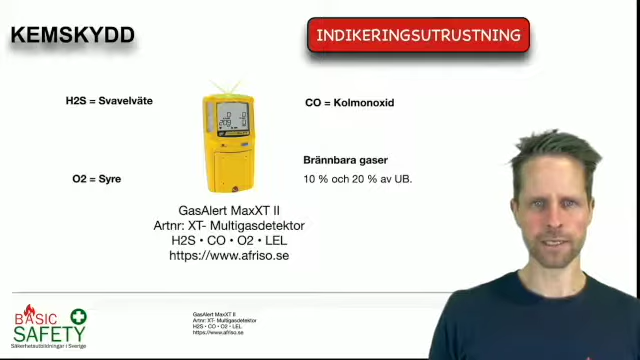 KEMSKYDD
INDIKERINGSUTRUSTNING
H2S = Svavelväte
CO = Kolmonoxid
Brännbara gaser
O2 = Syre
10 % och 20 % av UB.
GasAlert MaxXT II
Artnr: XT- Multigasdetektor
H2S • CO • O2 • LEL
https://www.afriso.se
BASIC
SAFETY
Säkerhetsutbildningar i Sverige
GasAlert MaxXT II
Artnr: XT- Multigasdetektor
H2S • CO • O2 • LEL
https://www.afriso.se